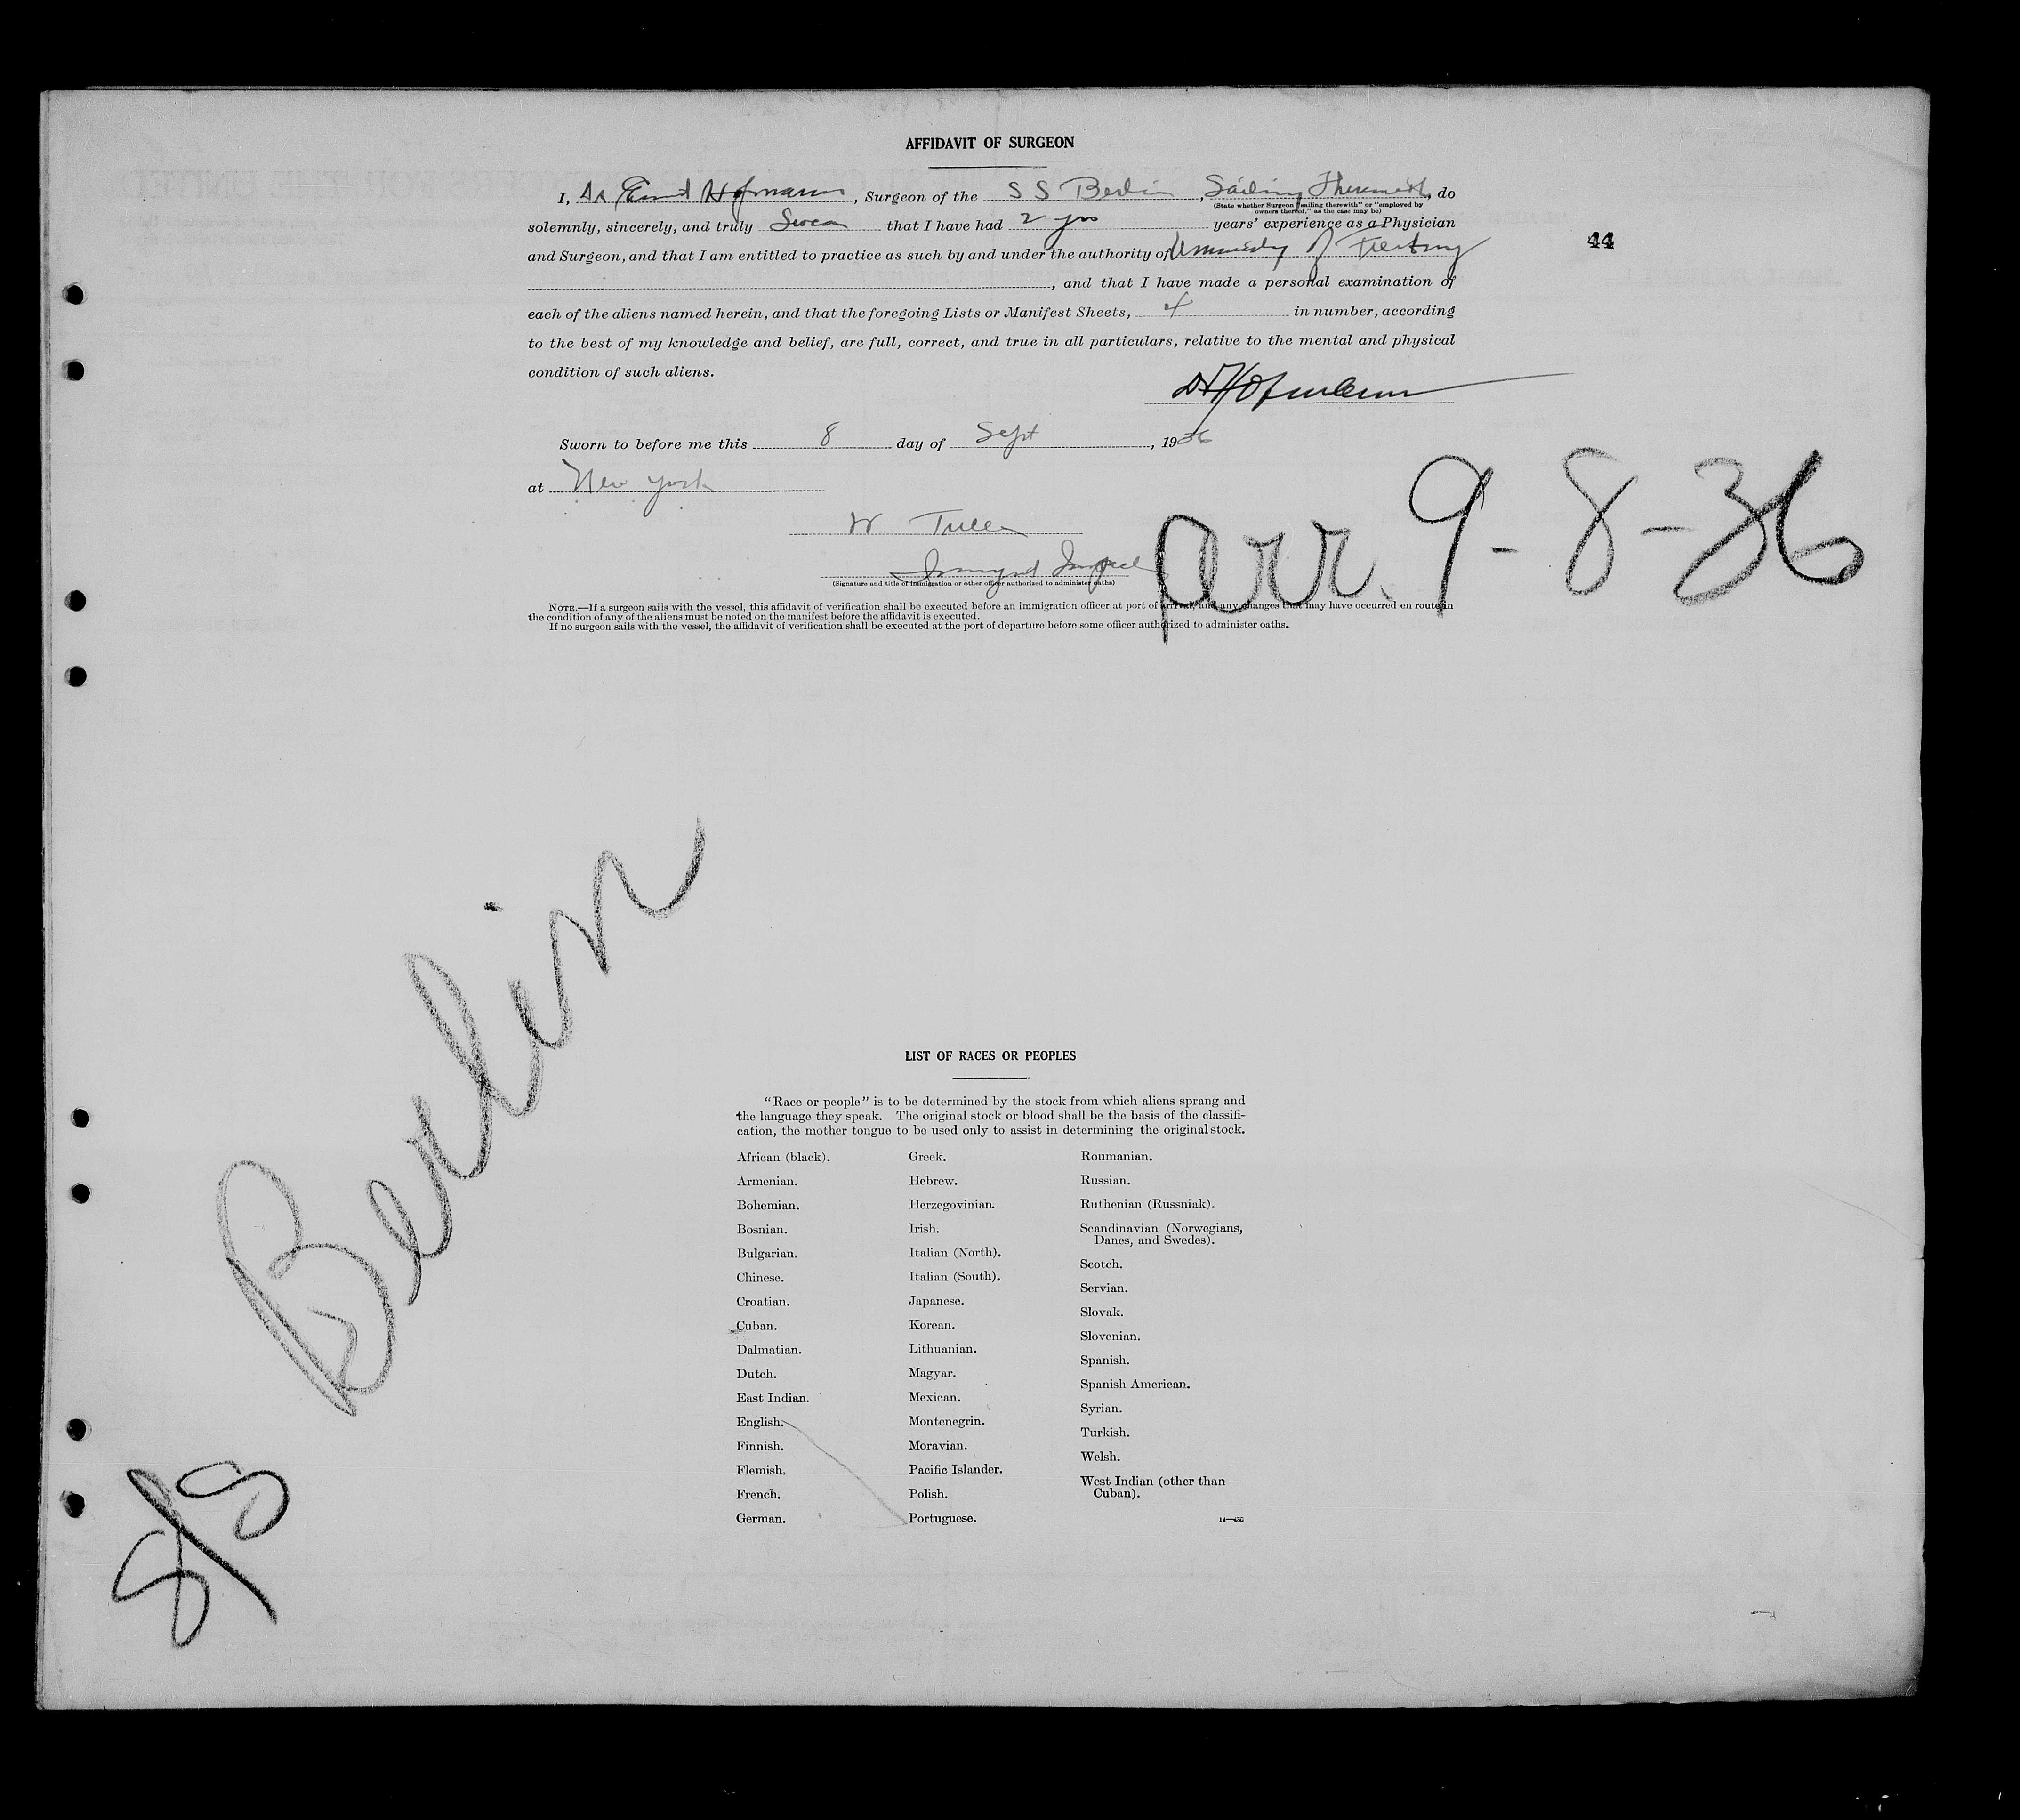 AFFIDAVIT OF SURGEON
I, Dr Hofmann, Surgeon of the S S Berlin, Sailing Therewith, do
(State whether Surgeon "sailing therewith" or "employed by
owners thereof," as the case may be)
solemnly, sincerely, and truly Swear that I have had 2 yrs years' experience as a Physician
44
and Surgeon, and that I am entitled to practice as such by and under the authority of University of
, and that I have made a personal examination of
each of the aliens named herein, and that the foregoing Lists or Manifest Sheets, 4 in number, according
to the best of my knowledge and belief, are full, correct, and true in all particulars, relative to the mental and physical
condition of such aliens.
Dr Hofmann
Sworn to before me this 8 day of Sept, 1936
at New York
W
Immigrant Inspector
(Signature and title of immigration or other officer authorized to administer oaths)
arr. 9-8-36
NOTE.—If a surgeon sails with the vessel, this affidavit of verification shall be executed before an immigration officer at port of arrival, and any changes that may have occurred en route in
the condition of any of the aliens must be noted on the manifest before the affidavit is executed.
If no surgeon sails with the vessel, the affidavit of verification shall be executed at the port of departure before some officer authorized to administer oaths.
S/S Berlin
LIST OF RACES OR PEOPLES
"Race or people" is to be determined by the stock from which aliens sprang and
the language they speak. The original stock or blood shall be the basis of the classifi-
cation, the mother tongue to be used only to assist in determining the original stock.
African (black).
Armenian.
Bohemian.
Bosnian.
Bulgarian.
Chinese.
Croatian.
Cuban.
Dalmatian.
Dutch.
East Indian.
English.
Finnish.
Flemish.
French.
German.
Greek.
Hebrew.
Herzegovinian.
Irish.
Italian (North).
Italian (South).
Japanese.
Korean.
Lithuanian.
Magyar.
Mexican.
Montenegrin.
Moravian.
Pacific Islander.
Polish.
Portuguese.
Roumanian.
Russian.
Ruthenian (Russniak).
Scandinavian (Norwegians,
Danes, and Swedes).
Scotch.
Servian.
Slovak.
Slovenian.
Spanish.
Spanish American.
Syrian.
Turkish.
Welsh.
West Indian (other than
Cuban).